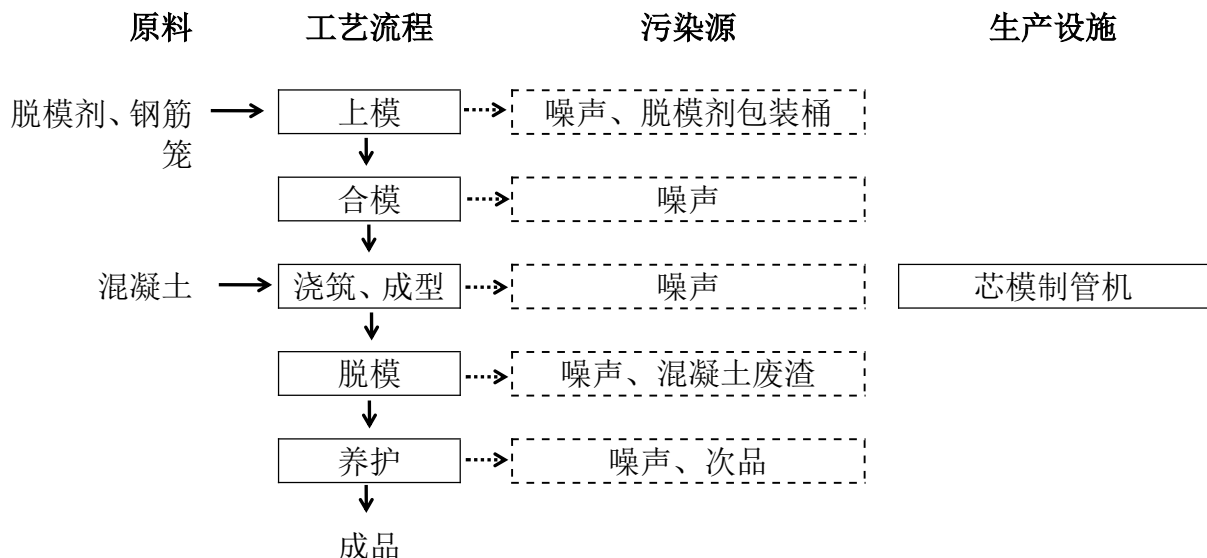 原料 工艺流程 污染源 生产设施
脱模剂、钢筋笼 上模 噪声、脱模剂包装桶
合模 噪声
混凝土 浇筑、成型 噪声 芯模制管机
脱模 噪声、混凝土废渣
养护 噪声、次品
成品